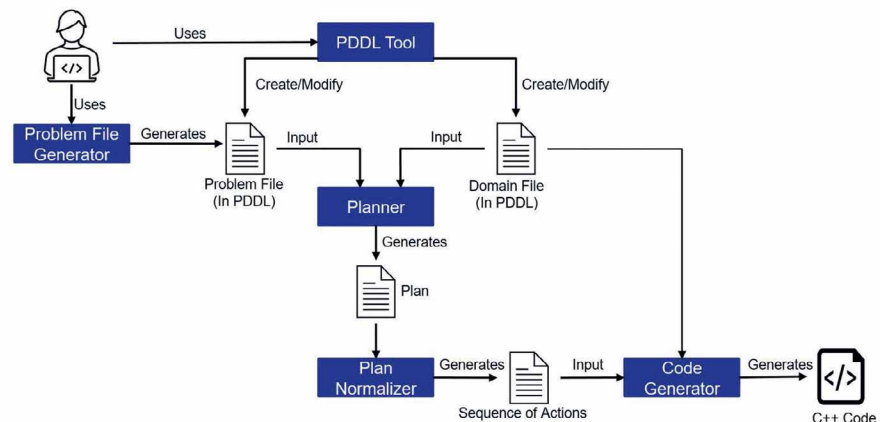 Uses
PDDL Tool
Create/Modify
Create/Modify
Uses
Problem File
Generator
Generates
Input
Input
Problem File
(In PDDL)
Domain File
(In PDDL)
Planner
Generates
Plan
Plan
Normalizer
Generates
Input
Code
Generator
Generates
</>
Sequence of Actions
C++ Code